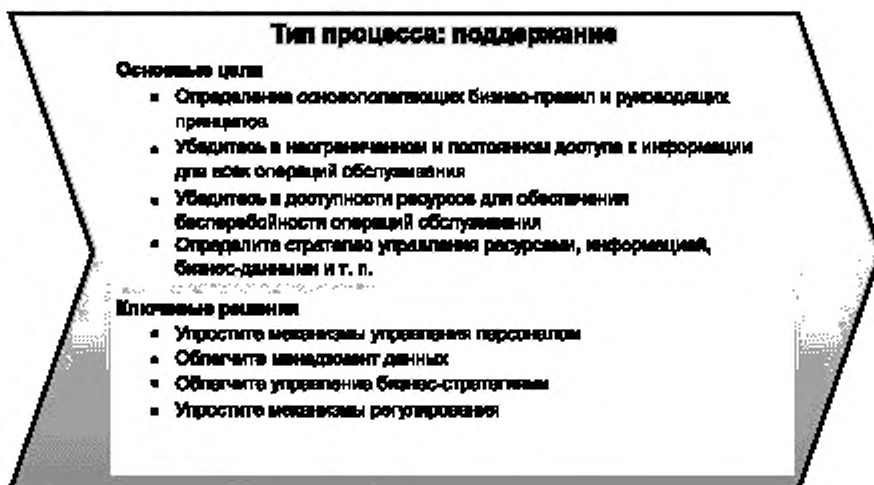 Тип процесса: поддержание
Основные цели
Определение основополагающих бизнес-правил и руководящих
принципов
Убедитесь в неограниченном и постоянном доступе к информации
для всех операций обслуживания
Убедитесь в доступности ресурсов для обеспечения
бесперебойности операций обслуживания
Определите стратегию управления ресурсами, информацией,
бизнес-данными и т. п.
Ключевые решения
Упростите механизмы управления персоналом
Облегчите менеджмент данных
Облегчите управление бизнес-стратегиями
Упростите механизмы регулирования